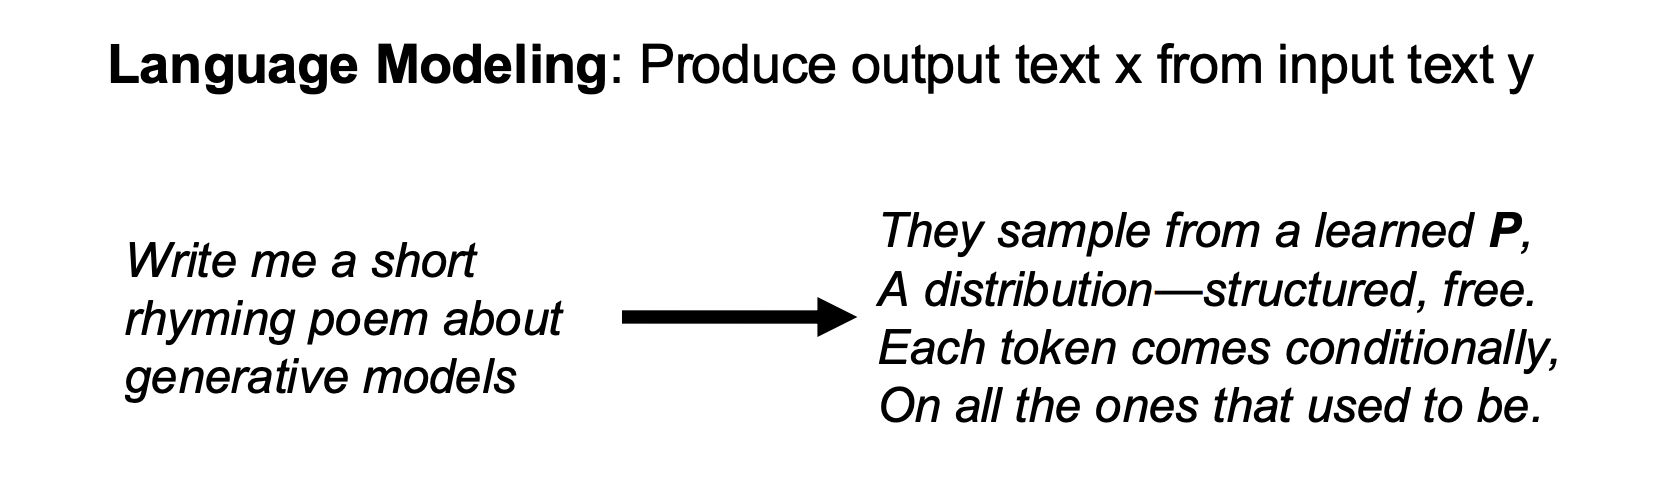 Language Modeling: Produce output text x from input text y
Write me a short
rhyming poem about
generative models
They sample from a learned P,
A distribution—structured, free.
Each token comes conditionally,
On all the ones that used to be.